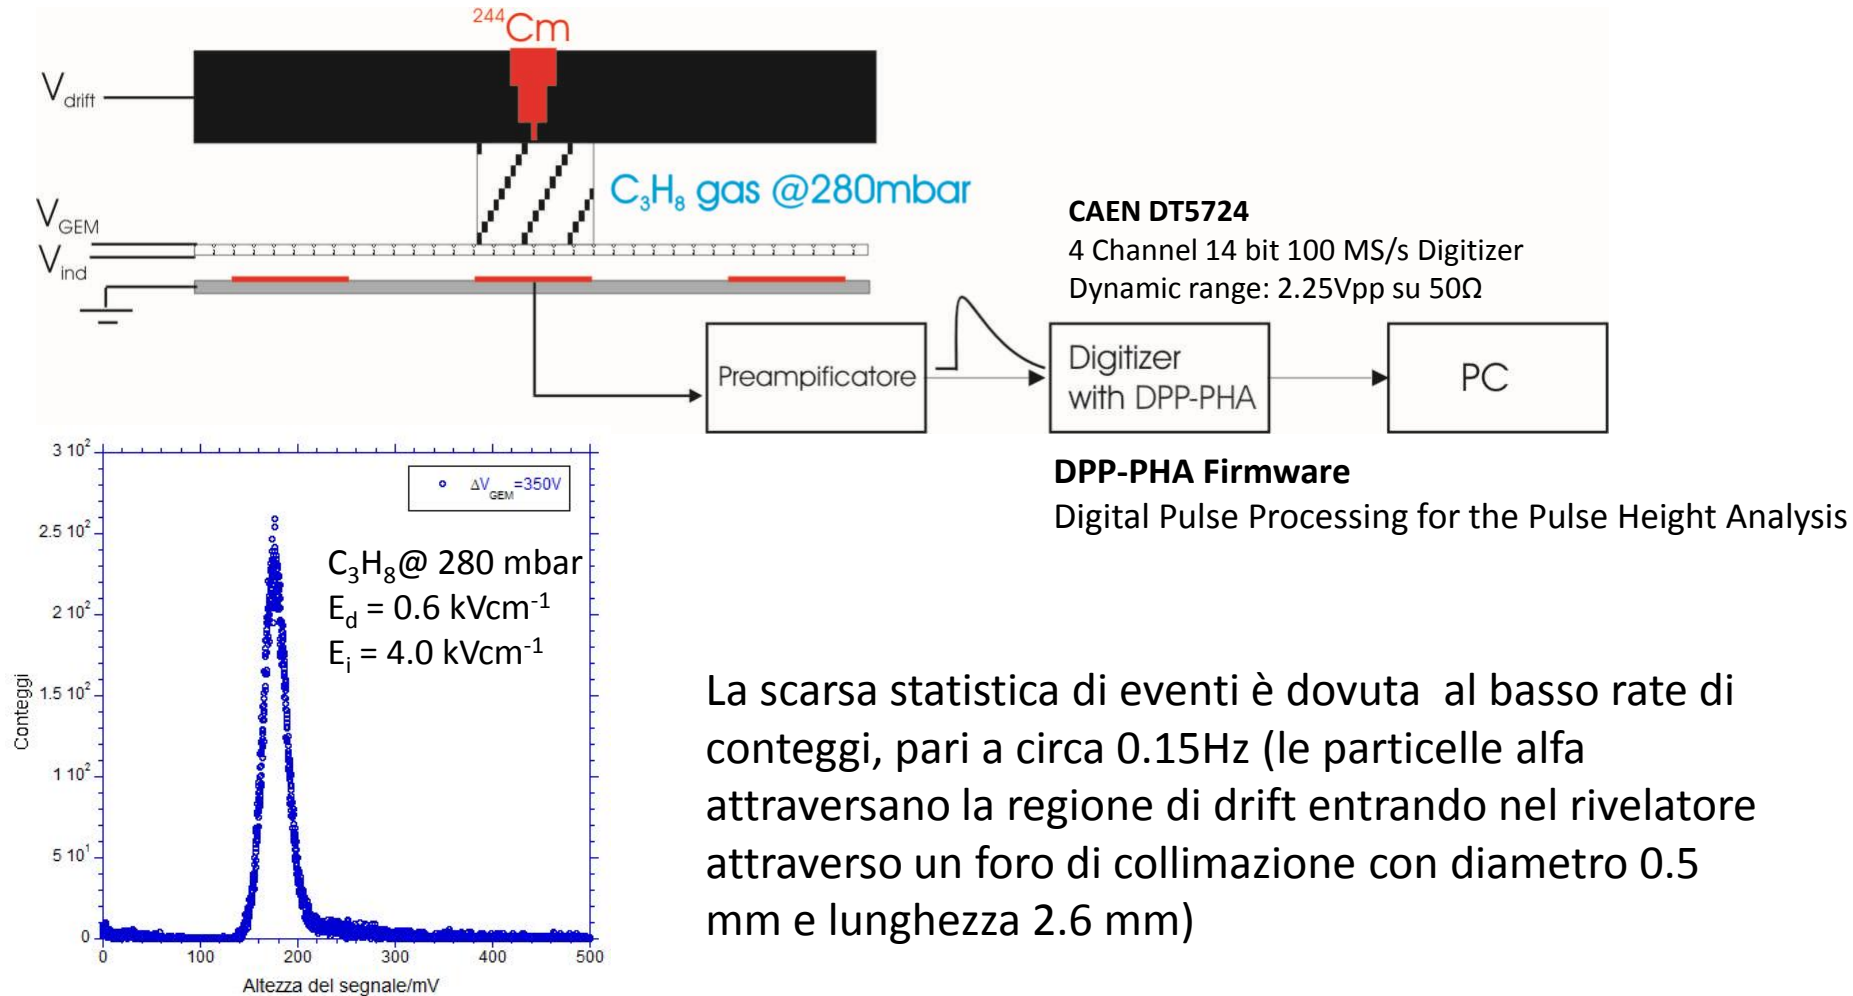 ²⁴⁴Cm
V_drift
C₃H₈ gas @280mbar
V_GEM
V_ind
CAEN DT5724
4 Channel 14 bit 100 MS/s Digitizer
Dynamic range: 2.25Vpp su 50Ω
Preampificatore
Digitizer
with DPP-PHA
PC
DPP-PHA Firmware
Digital Pulse Processing for the Pulse Height Analysis
3 10²
2.5 10²
2 10²
1.5 10²
1 10²
5 10¹
0
Conteggi
ΔV_GEM=350V
C₃H₈@ 280 mbar
E_d = 0.6 kVcm⁻¹
E_i = 4.0 kVcm⁻¹
0 100 200 300 400 500
Altezza del segnale/mV
La scarsa statistica di eventi è dovuta al basso rate di
conteggi, pari a circa 0.15Hz (le particelle alfa
attraversano la regione di drift entrando nel rivelatore
attraverso un foro di collimazione con diametro 0.5
mm e lunghezza 2.6 mm)